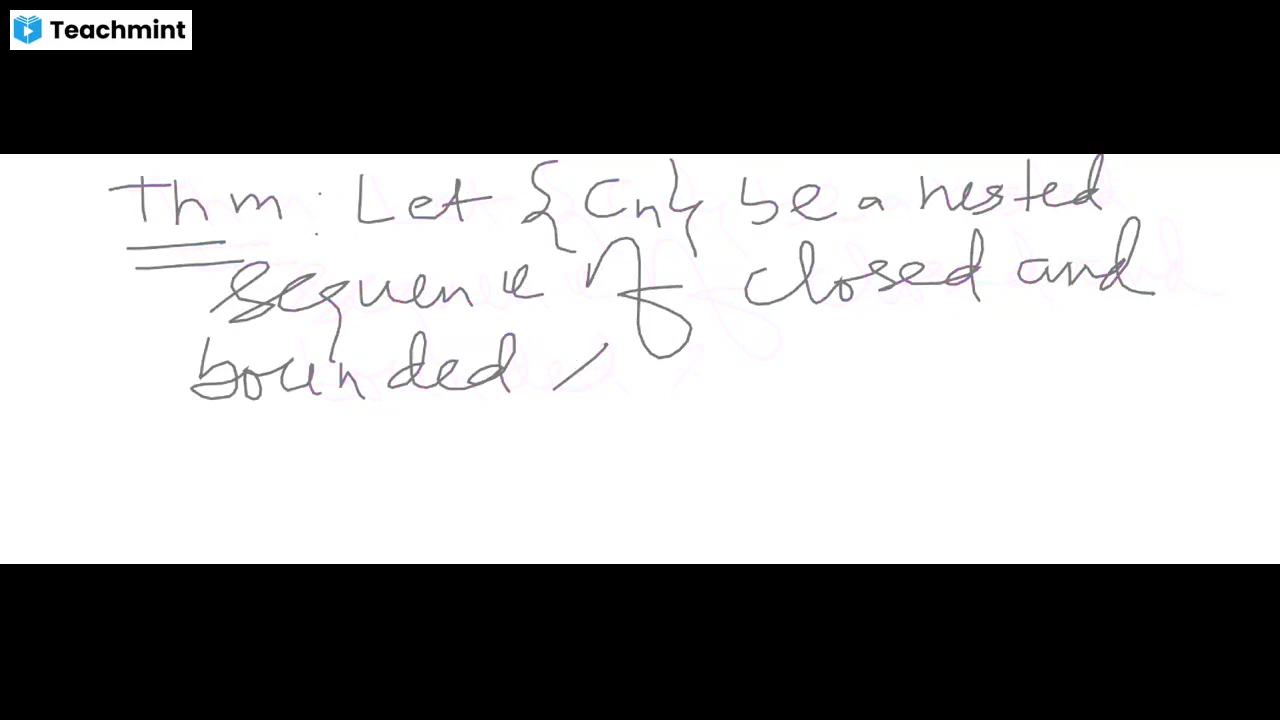 Teachmint
Thm: Let {Cn} be a nested
sequence of closed and
bounded